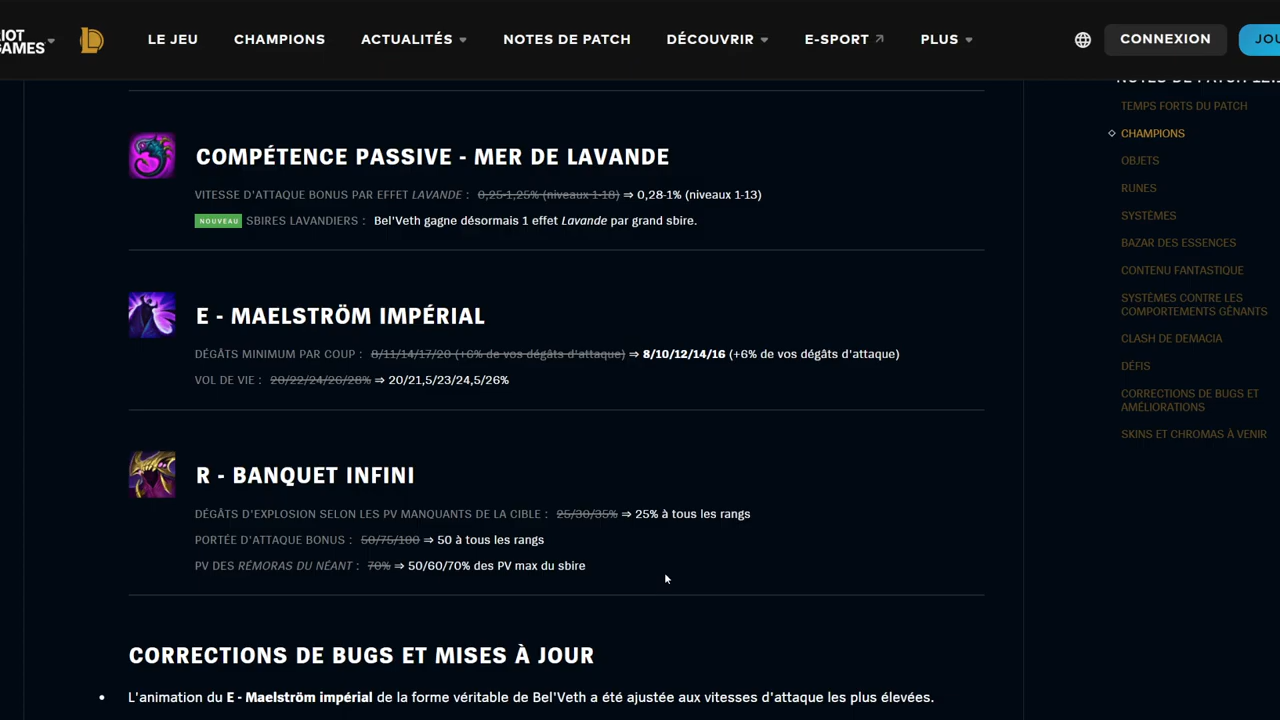 RIOT GAMES LE JEU CHAMPIONS ACTUALITÉS NOTES DE PATCH DÉCOUVRIR E-SPORT PLUS CONNEXION
COMPÉTENCE PASSIVE - MER DE LAVANDE
VITESSE D'ATTAQUE BONUS PAR EFFET LAVANDE : 0,25-1,25% (niveaux 1-18) ⇒ 0,28-1% (niveaux 1-13)
NOUVEAU SBIRES LAVANDIERS : Bel'Veth gagne désormais 1 effet Lavande par grand sbire.
E - MAELSTRÖM IMPÉRIAL
DÉGÂTS MINIMUM PAR COUP : 8/11/14/17/20 (+6% de vos dégâts d'attaque) ⇒ 8/10/12/14/16 (+6% de vos dégâts d'attaque)
VOL DE VIE : 20/22/24/26/28% ⇒ 20/21,5/23/24,5/26%
R - BANQUET INFINI
DÉGÂTS D'EXPLOSION SELON LES PV MANQUANTS DE LA CIBLE : 25/30/35% ⇒ 25% à tous les rangs
PORTÉE D'ATTAQUE BONUS : 50/75/100 ⇒ 50 à tous les rangs
PV DES RÉMORAS DU NÉANT : 70% ⇒ 50/60/70% des PV max du sbire
CORRECTIONS DE BUGS ET MISES À JOUR
• L'animation du E - Maelström impérial de la forme véritable de Bel'Veth a été ajustée aux vitesses d'attaque les plus élevées.
NOTES DE PATCH
TEMPS FORTS DU PATCH
CHAMPIONS
OBJETS
RUNES
SYSTÈMES
BAZAR DES ESSENCES
CONTENU FANTASTIQUE
SYSTÈMES CONTRE LES
COMPORTEMENTS GÊNANTS
CLASH DE DEMACIA
DÉFIS
CORRECTIONS DE BUGS ET
AMÉLIORATIONS
SKINS ET CHROMAS À VENIR